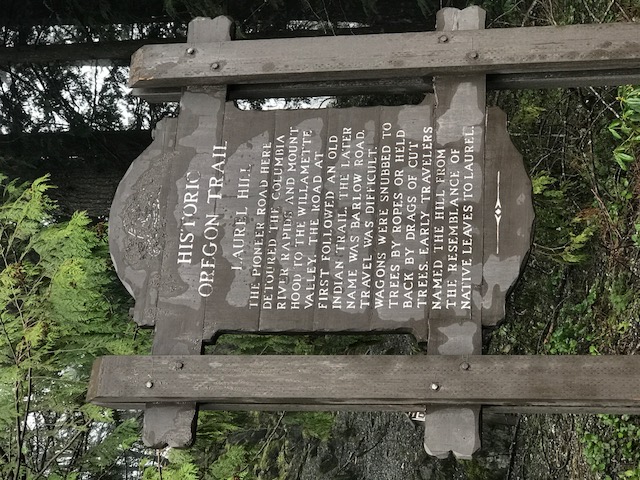 HISTORIC
OREGON TRAIL
LAUREL HILL
THE PIONEER ROAD HERE
DETOURED THE COLUMBIA
RIVER RAPIDS AND MOUNT
HOOD TO THE WILLAMETTE
VALLEY. THE ROAD AT
FIRST FOLLOWED AN OLD
INDIAN TRAIL. THE LATER
NAME WAS BARLOW ROAD.
TRAVEL WAS DIFFICULT.
WAGONS WERE SNUBBED TO
TREES BY ROPES OR HELD
BACK BY DRAGS OF CUT
TREES. EARLY TRAVELERS
NAMED THE HILL FROM
THE RESEMBLANCE OF
NATIVE LEAVES TO LAUREL.